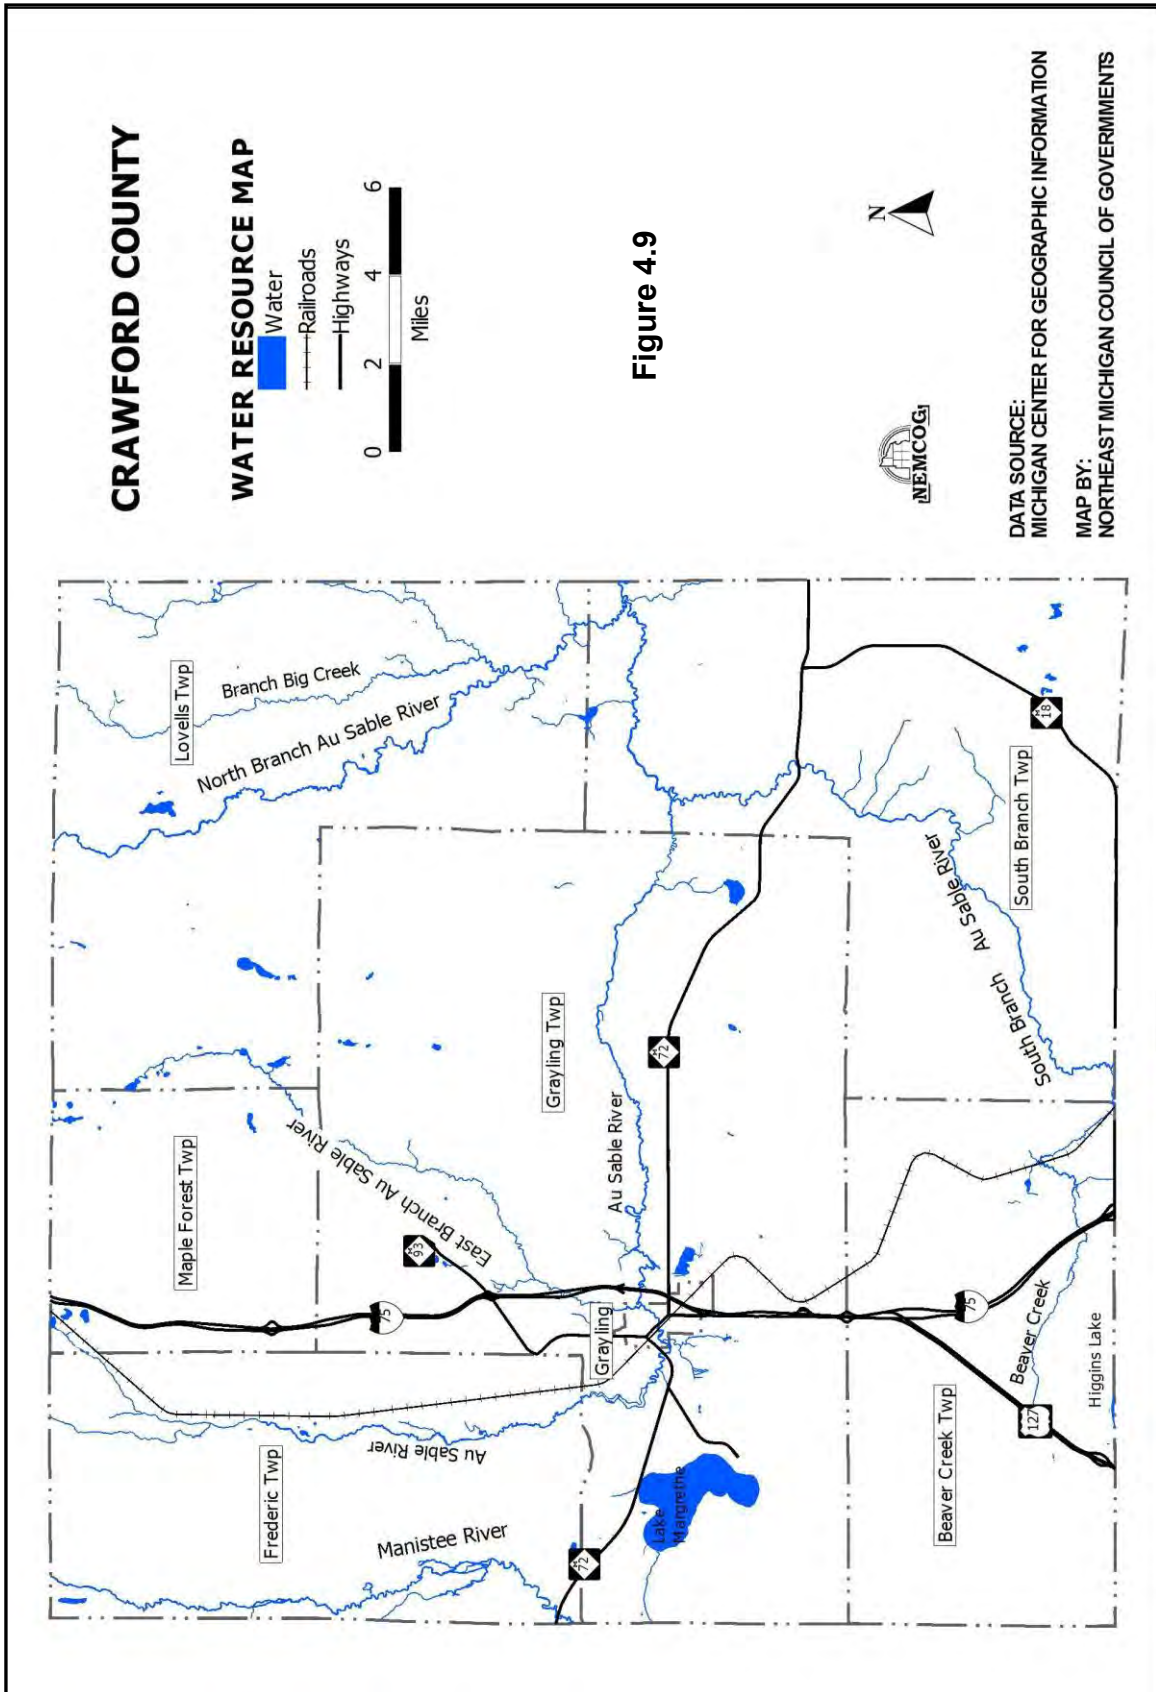 CRAWFORD COUNTY
WATER RESOURCE MAP
Water
Railroads
Highways
0 2 4 6
Miles
Figure 4.9
N
NEMCOG
DATA SOURCE:
MICHIGAN CENTER FOR GEOGRAPHIC INFORMATION
MAP BY:
NORTHEAST MICHIGAN COUNCIL OF GOVERNMENTS
Lovells Twp
Branch Big Creek
North Branch Au Sable River
Maple Forest Twp
East Branch Au Sable River
M
93
75
Frederic Twp
Au Sable River
Manistee River
M
72
Grayling Twp
Au Sable River
M
72
Grayling
Lake
Margrethe
South Branch Twp
South Branch Au Sable River
M
18
Beaver Creek Twp
Beaver Creek
75
127
Higgins Lake